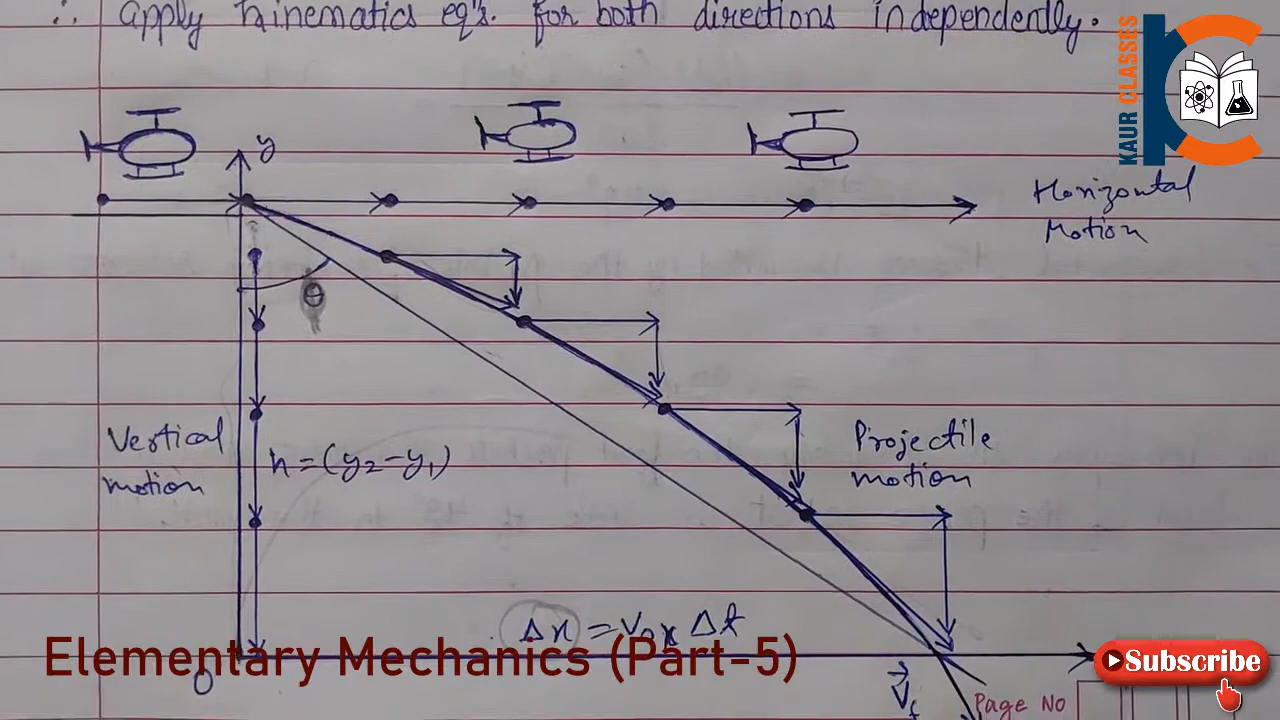 ∴ apply kinematics eq's. for both directions independently.
KAUR CLASSES
y
Horizontal
Motion
θ
Vertical
motion
h = (y₂ - y₁)
Projectile
motion
Δx = V₀ₓ Δt
Elementary Mechanics (Part-5)
Subscribe
O
V⃗f
Page No